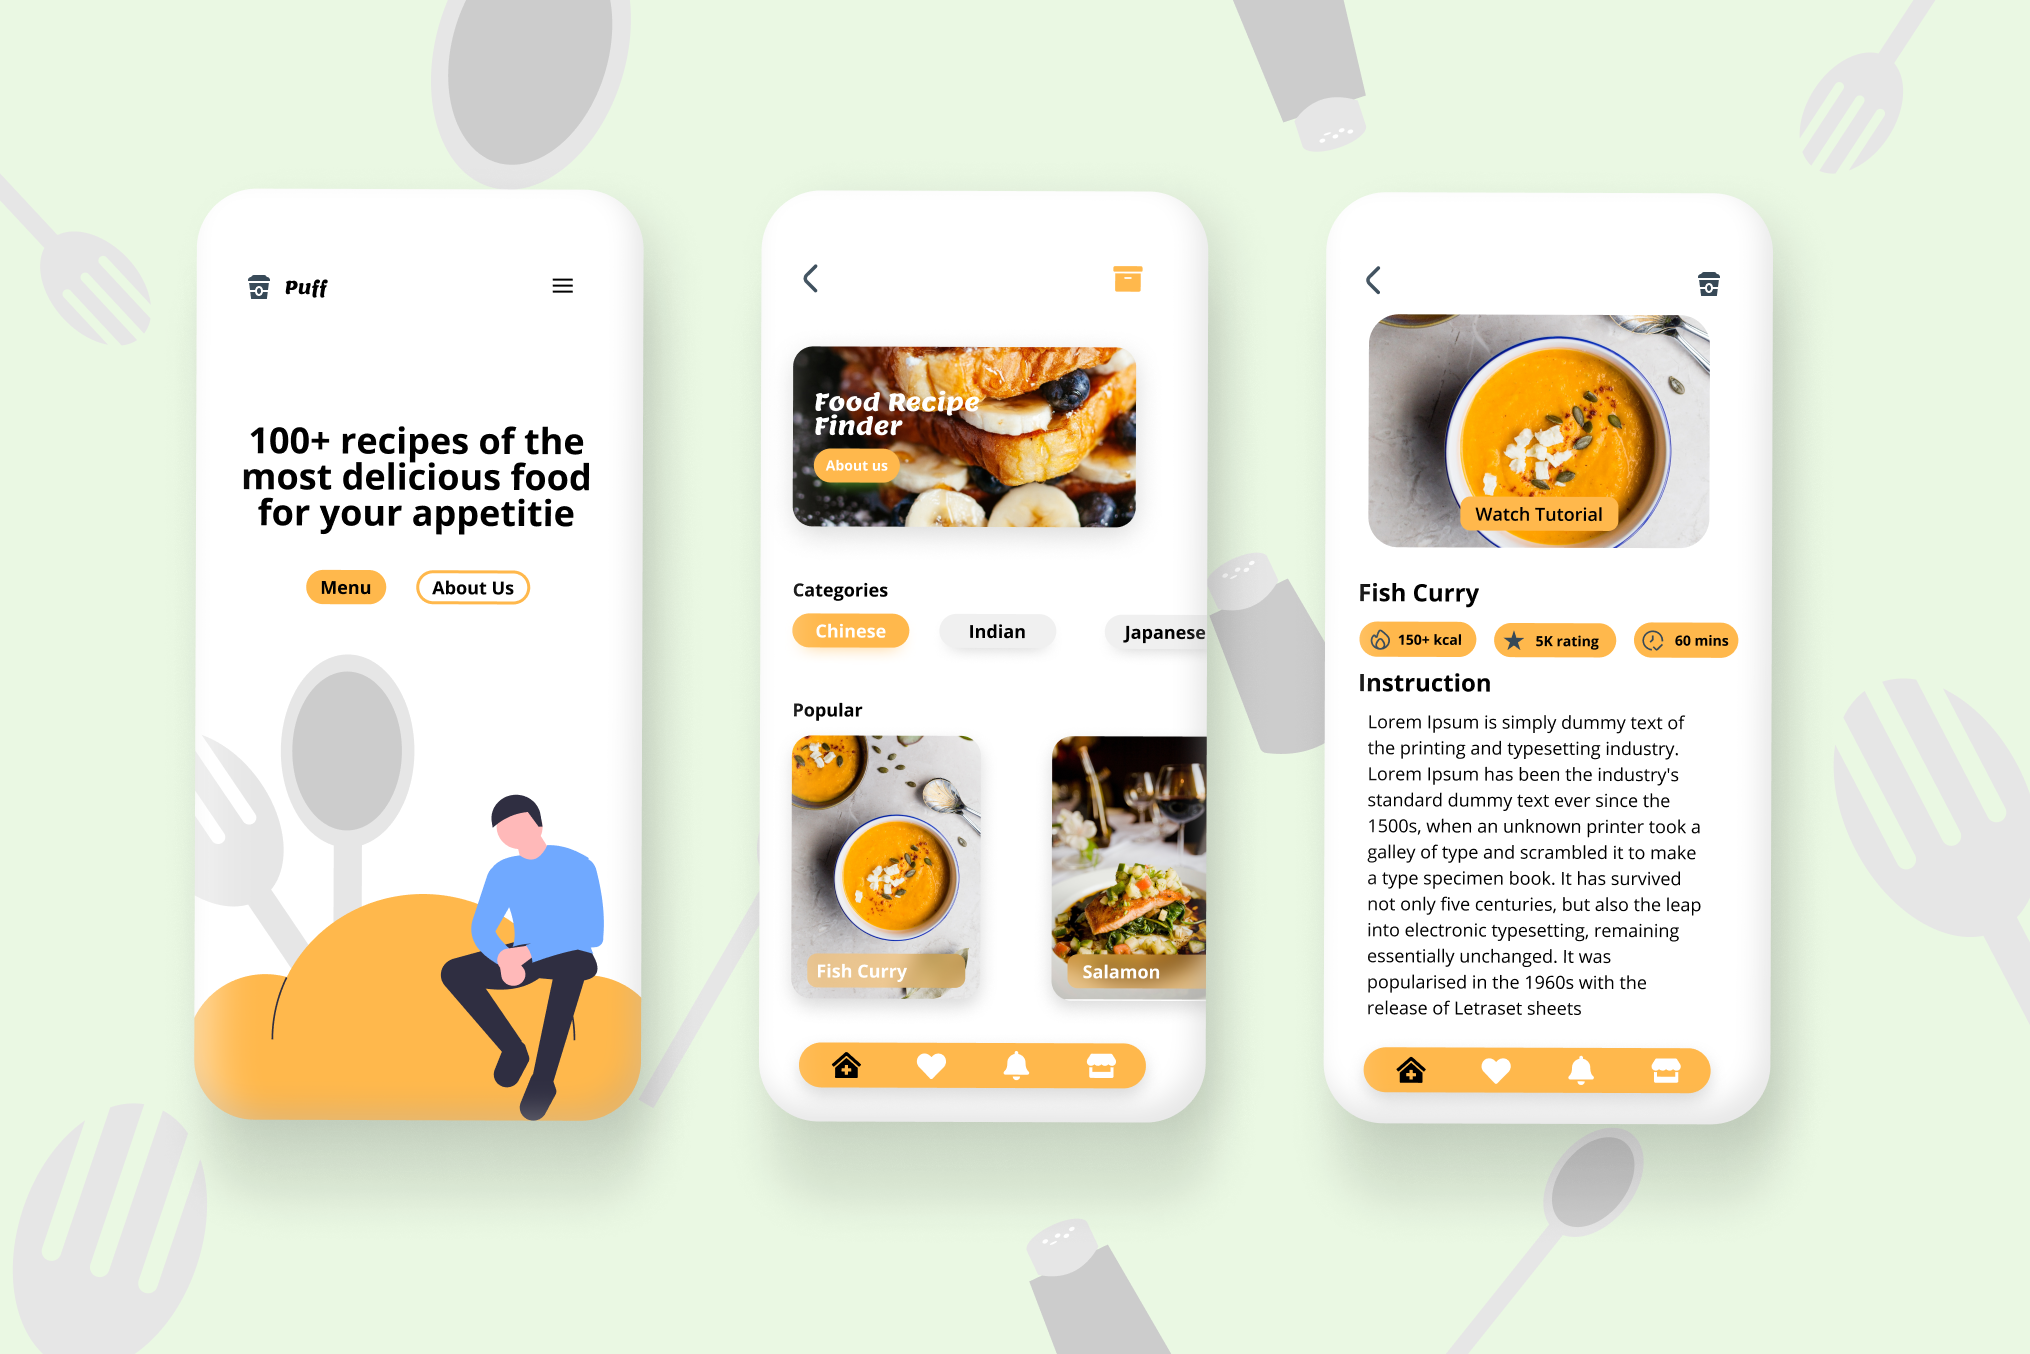 Puff
100+ recipes of the
most delicious food
for your appetitie
Menu
About Us
Food Recipe
Finder
About us
Categories
Chinese
Indian
Japanese
Popular
Fish Curry
Salamon
Watch Tutorial
Fish Curry
150+ kcal
5K rating
60 mins
Instruction
Lorem Ipsum is simply dummy text of
the printing and typesetting industry.
Lorem Ipsum has been the industry's
standard dummy text ever since the
1500s, when an unknown printer took a
galley of type and scrambled it to make
a type specimen book. It has survived
not only five centuries, but also the leap
into electronic typesetting, remaining
essentially unchanged. It was
popularised in the 1960s with the
release of Letraset sheets